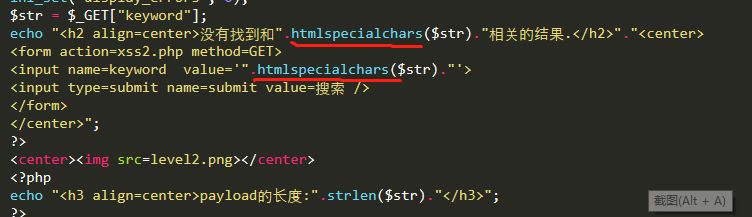 ini_set("display_errors", 0);
$str = $_GET["keyword"];
echo "<h2 align=center>没有找到和".htmlspecialchars($str)."相关的结果.</h2>"."<center>
<form action=xss2.php method=GET>
<input name=keyword  value='".htmlspecialchars($str)."'>
<input type=submit name=submit value=搜索 />
</form>
</center>";
?>
<center><img src=level2.png></center>
<?php
echo "<h3 align=center>payload的长度:".strlen($str)."</h3>";
?>
截图(Alt + A)